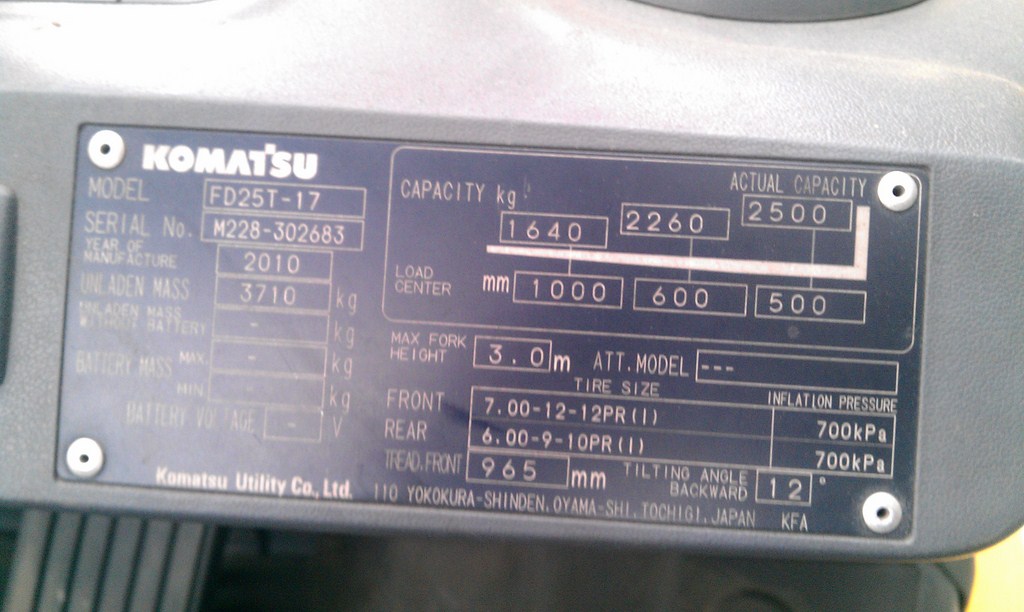 KOMATSU
MODEL FD25T-17
SERIAL No. M228-302683
YEAR OF MANUFACTURE 2010
UNLADEN MASS 3710 kg
UNLADEN MASS WITHOUT BATTERY - kg
BATTERY MASS MAX. - kg
MIN. - kg
BATTERY VOLTAGE - V
CAPACITY kg ACTUAL CAPACITY
1640 2260 2500
LOAD CENTER mm 1000 600 500
MAX FORK HEIGHT 3.0 m ATT.MODEL ---
TIRE SIZE INFLATION PRESSURE
FRONT 7.00-12-12PR(I) 700kPa
REAR 6.00-9-10PR(I) 700kPa
TREAD.FRONT 965 mm TILTING ANGLE BACKWARD 12 °
Komatsu Utility Co., Ltd. 110 YOKOKURA-SHINDEN.OYAMA-SHI.TOCHIGI.JAPAN KFA